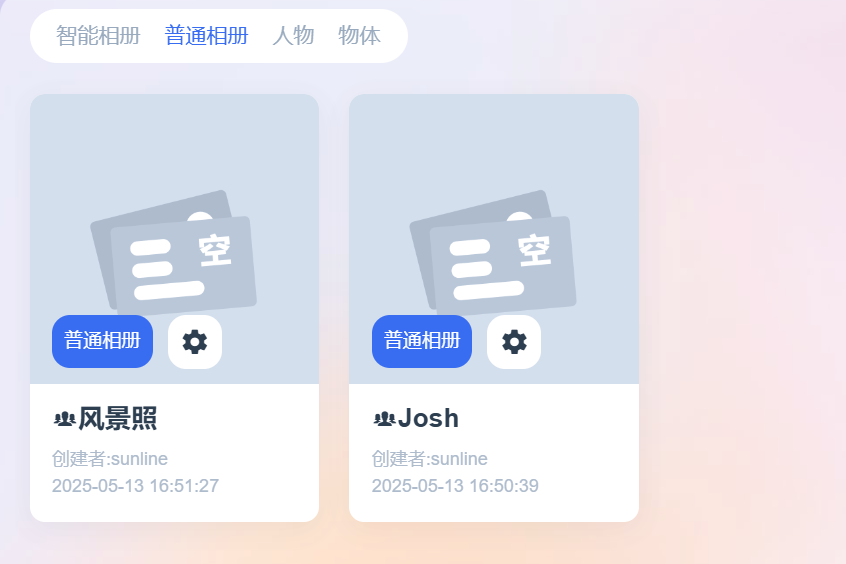 智能相册 普通相册 人物 物体
空
普通相册
风景照
创建者:sunline
2025-05-13 16:51:27
空
普通相册
Josh
创建者:sunline
2025-05-13 16:50:39